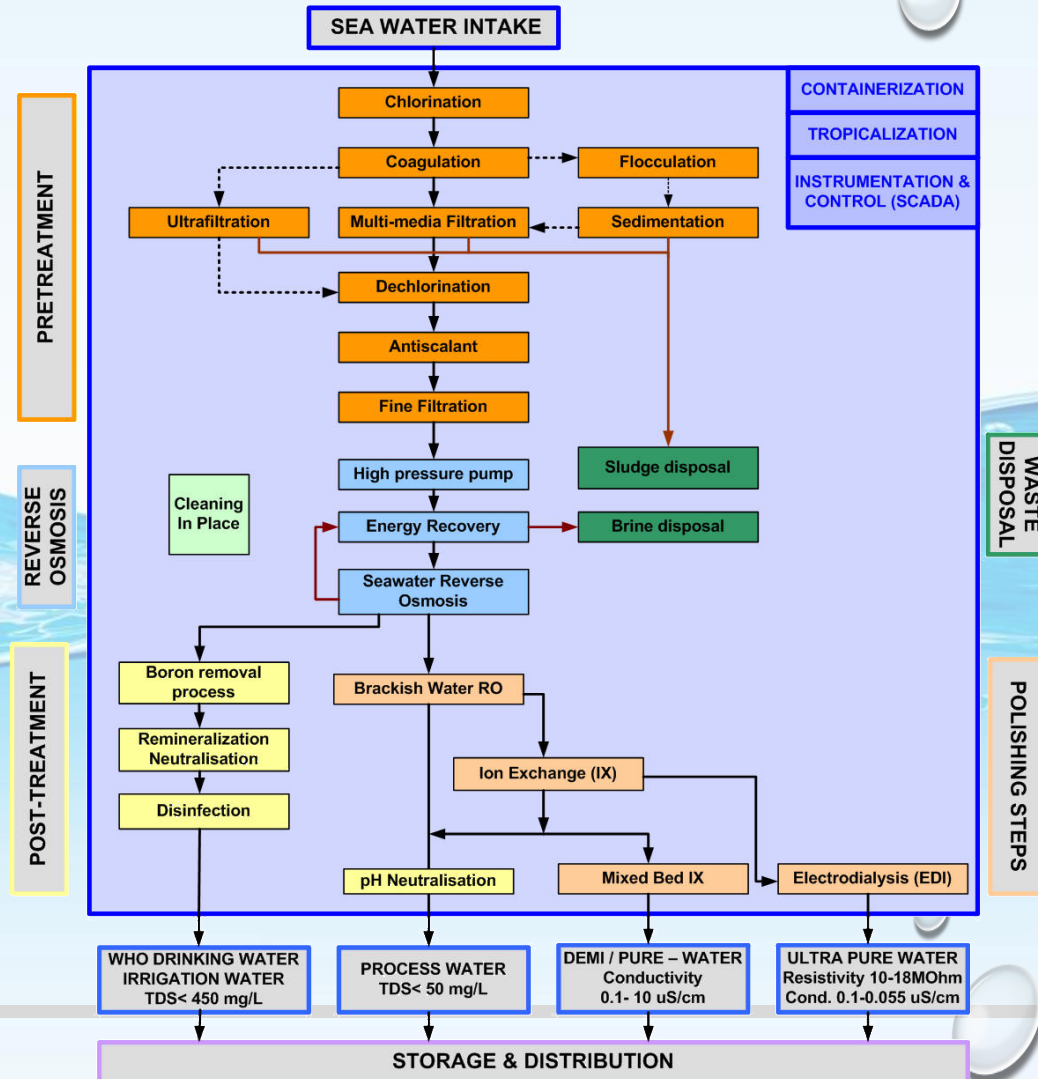 SEA WATER INTAKE
CONTAINERIZATION
TROPICALIZATION
INSTRUMENTATION &
CONTROL (SCADA)
PRETREATMENT
Chlorination
Coagulation
Flocculation
Ultrafiltration
Multi-media Filtration
Sedimentation
Dechlorination
Antiscalant
Fine Filtration
REVERSE
OSMOSIS
Cleaning
In Place
High pressure pump
Sludge disposal
Energy Recovery
Brine disposal
Seawater Reverse
Osmosis
WASTE
DISPOSAL
POST-TREATMENT
Boron removal
process
Remineralization
Neutralisation
Disinfection
Brackish Water RO
Ion Exchange (IX)
pH Neutralisation
Mixed Bed IX
Electrodialysis (EDI)
POLISHING STEPS
WHO DRINKING WATER
IRRIGATION WATER
TDS< 450 mg/L
PROCESS WATER
TDS< 50 mg/L
DEMI / PURE – WATER
Conductivity
0.1- 10 uS/cm
ULTRA PURE WATER
Resistivity 10-18MOhm
Cond. 0.1-0.055 uS/cm
STORAGE & DISTRIBUTION